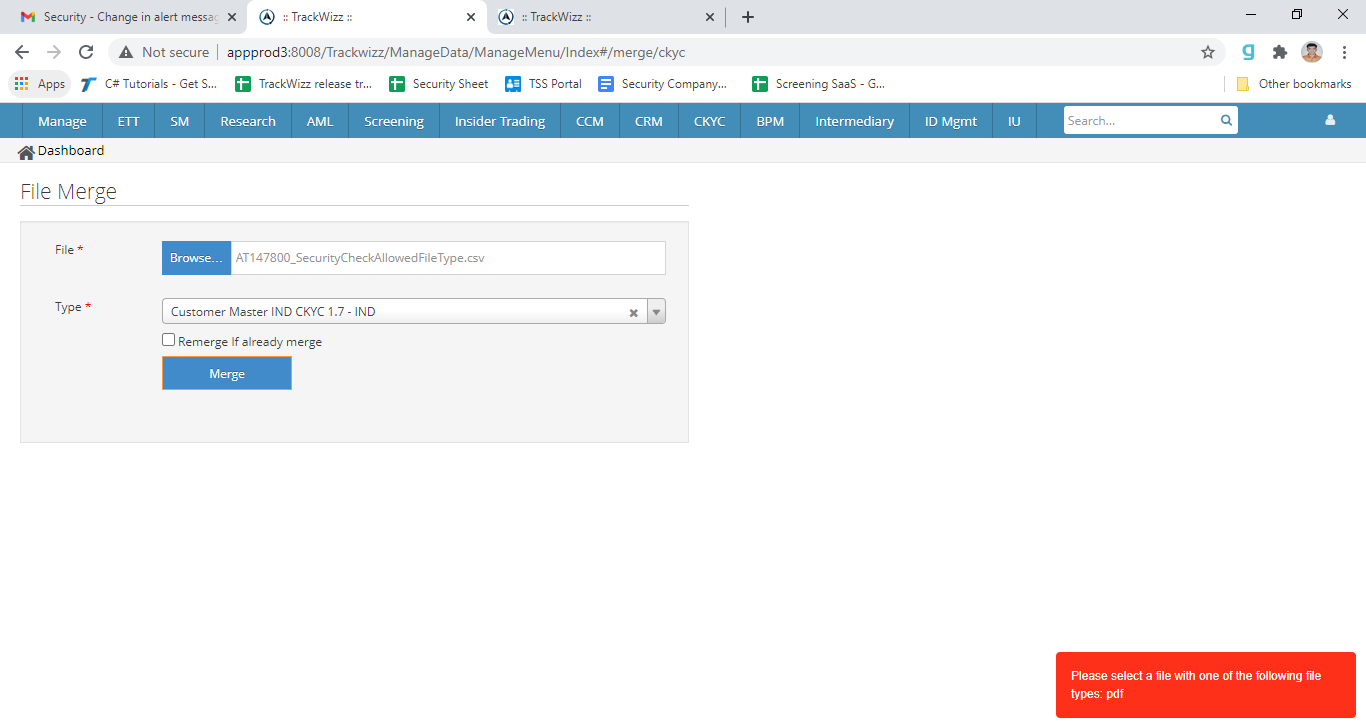 Security - Change in alert messag
:: TrackWizz ::
:: TrackWizz ::
Not secure
appprod3:8008/Trackwizz/ManageData/ManageMenu/Index#/merge/ckyc
g
Apps
C# Tutorials - Get S...
TrackWizz release tr...
Security Sheet
TSS Portal
Security Company...
Screening SaaS - G...
Other bookmarks
Manage ETT SM Research AML Screening Insider Trading CCM CRM CKYC BPM Intermediary ID Mgmt IU Search...
Dashboard
File Merge
File *
Browse... AT147800_SecurityCheckAllowedFileType.csv
Type *
Customer Master IND CKYC 1.7 - IND
Remerge If already merge
Merge
Please select a file with one of the following file
types: pdf